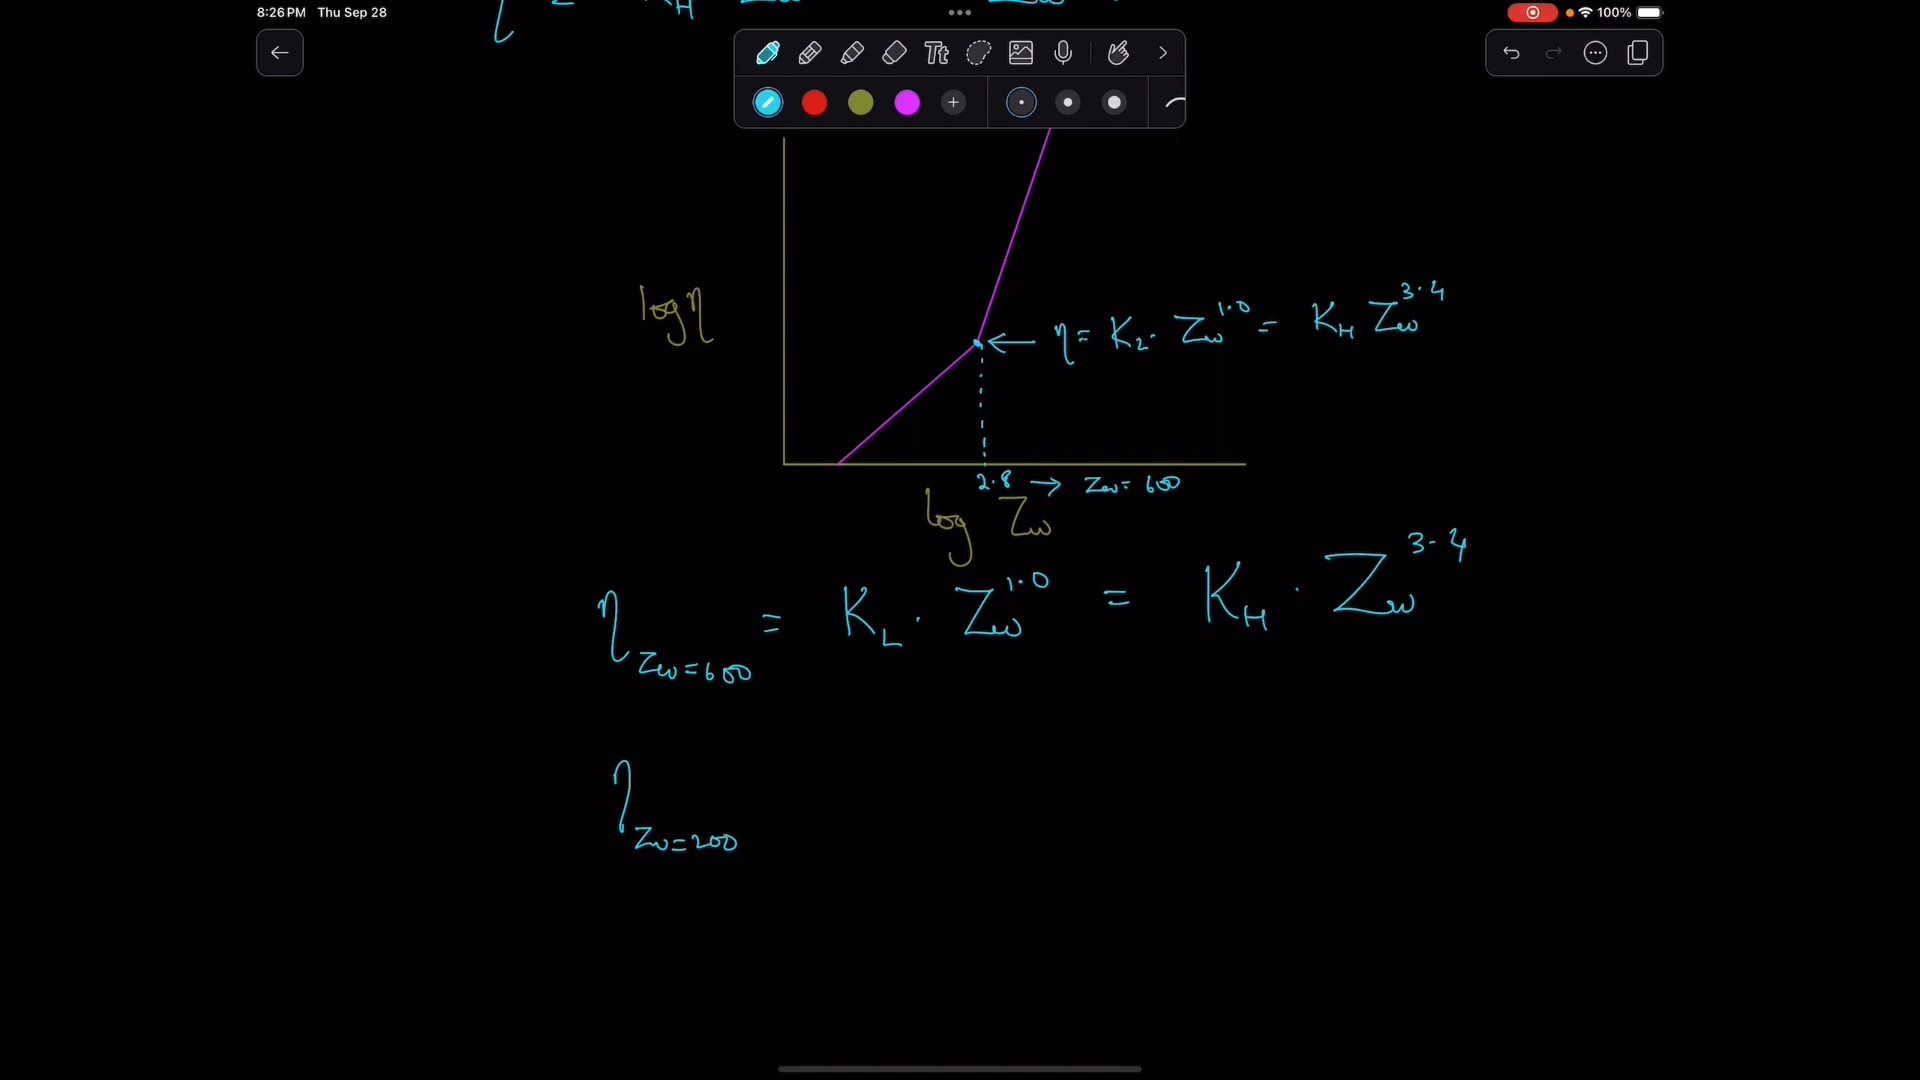 8:26 PM Thu Sep 28
100%
Tt
log η
η = K₂. Zw^1.0 = K_H Zw^3.4
2.8 → Zw = 600
log Zw
η_Zw=600 = K_L . Zw^1.0 = K_H . Zw^3.4
η_Zw=200